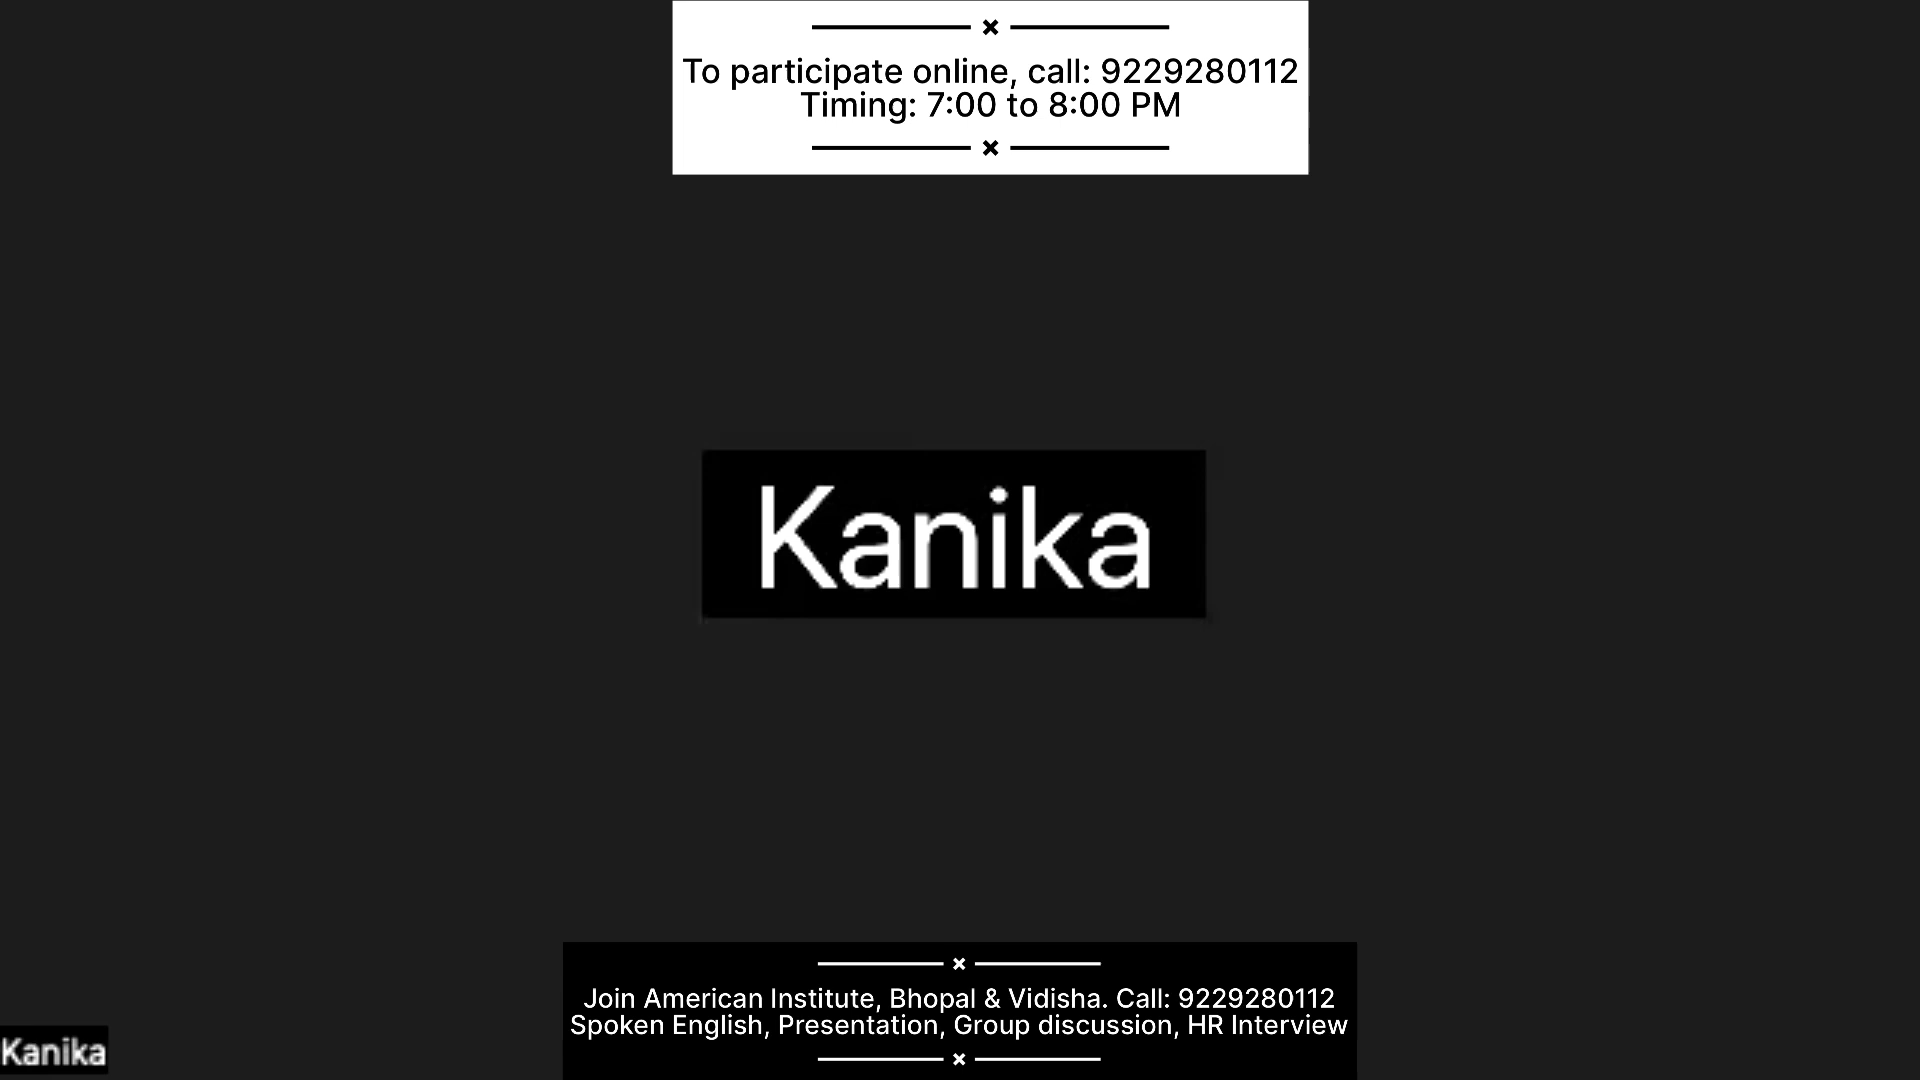 To participate online, call: 9229280112
Timing: 7:00 to 8:00 PM
Kanika
Join American Institute, Bhopal & Vidisha. Call: 9229280112
Spoken English, Presentation, Group discussion, HR Interview
Kanika